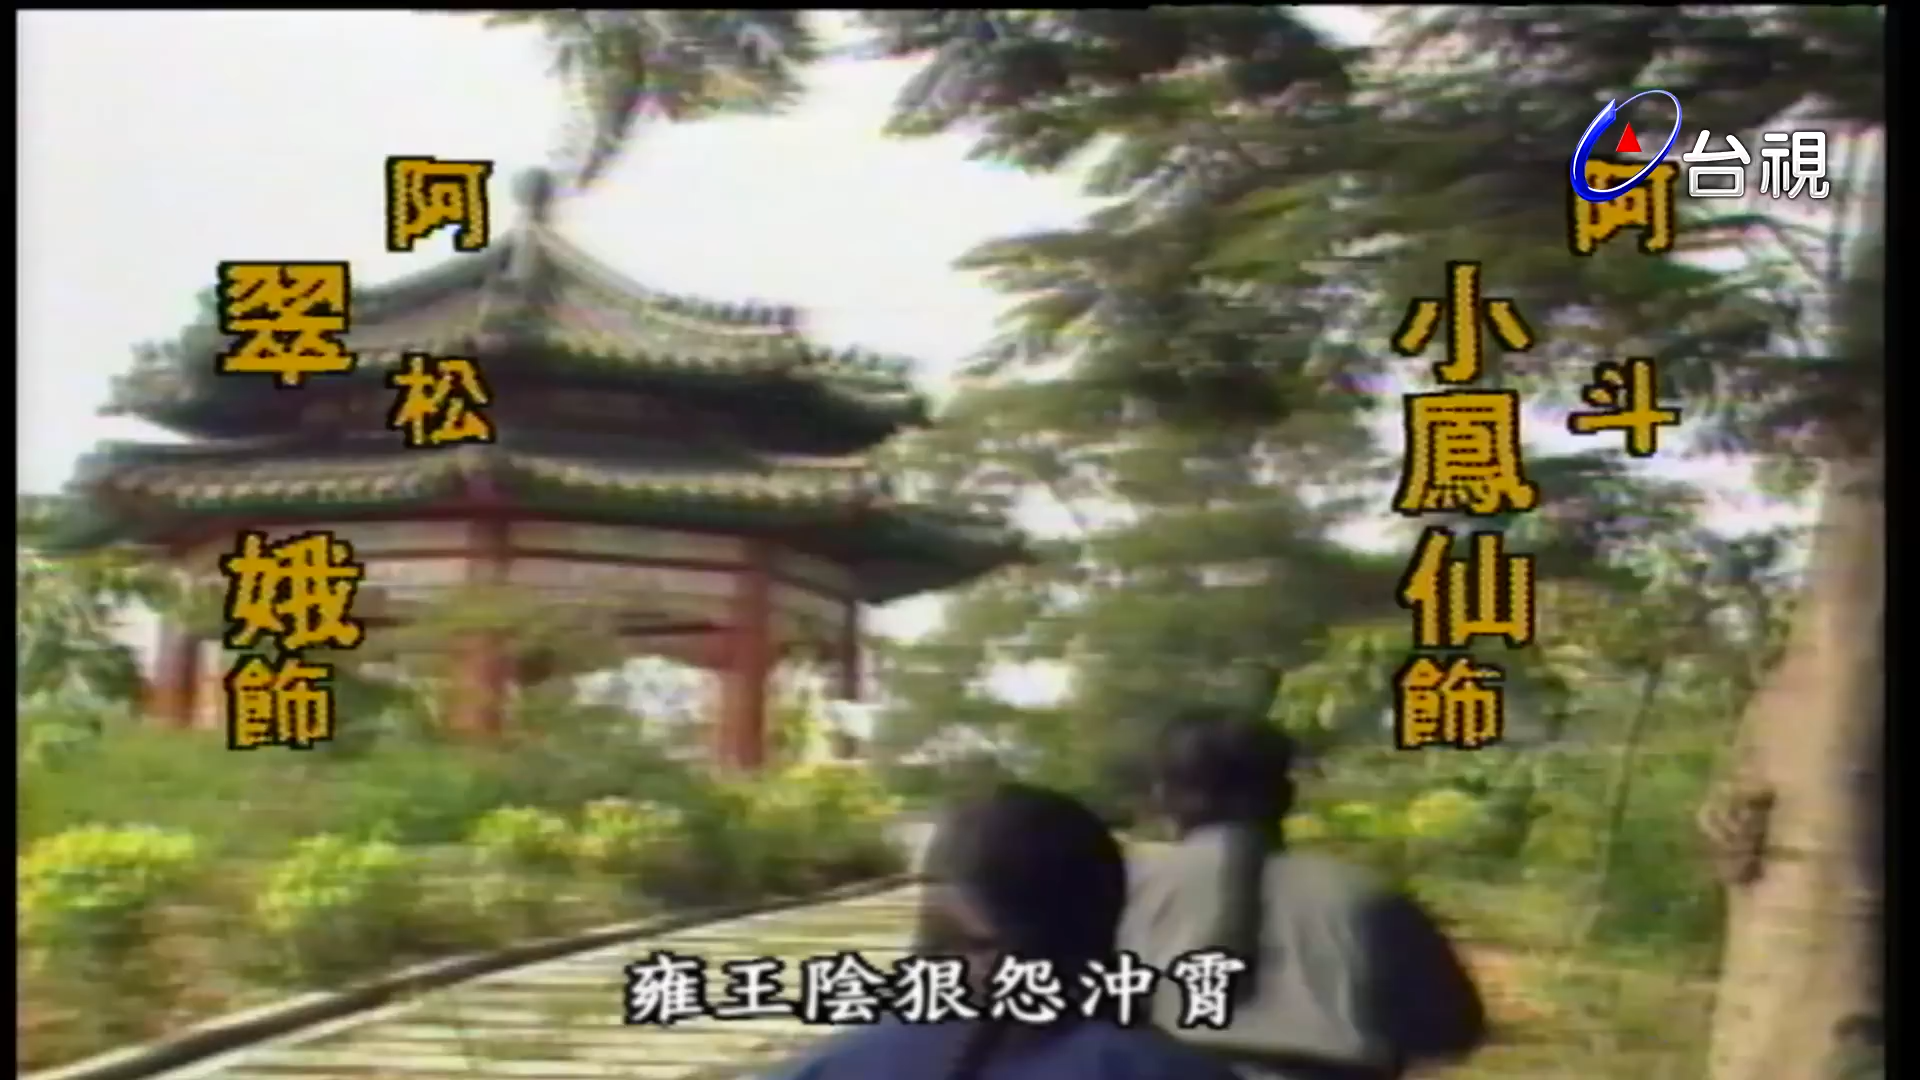 台視
阿斗
小鳳仙飾
阿松
翠娥飾
雍王陰狠怨沖霄